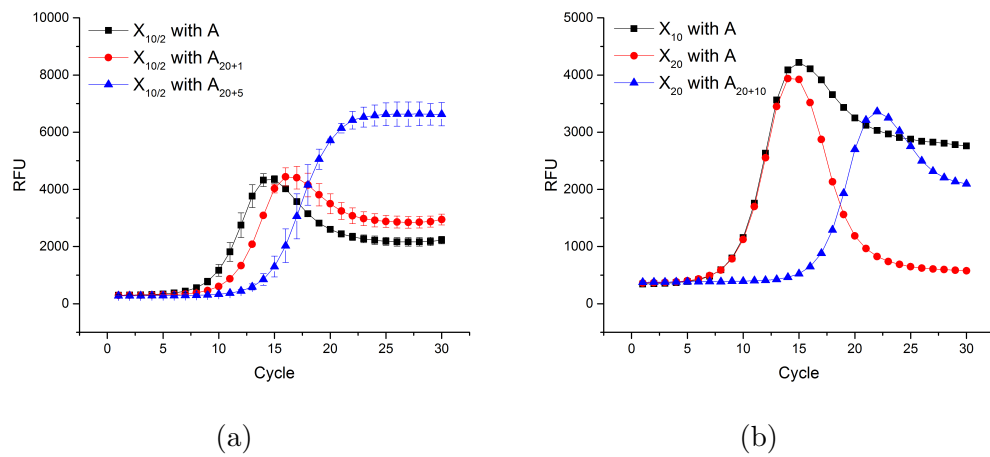 10000
8000
6000
4000
2000
0
RFU
X10/2 with A
X10/2 with A20+1
X10/2 with A20+5
0 5 10 15 20 25 30
Cycle
(a)
5000
4000
3000
2000
1000
0
RFU
X10 with A
X20 with A
X20 with A20+10
0 5 10 15 20 25 30
Cycle
(b)